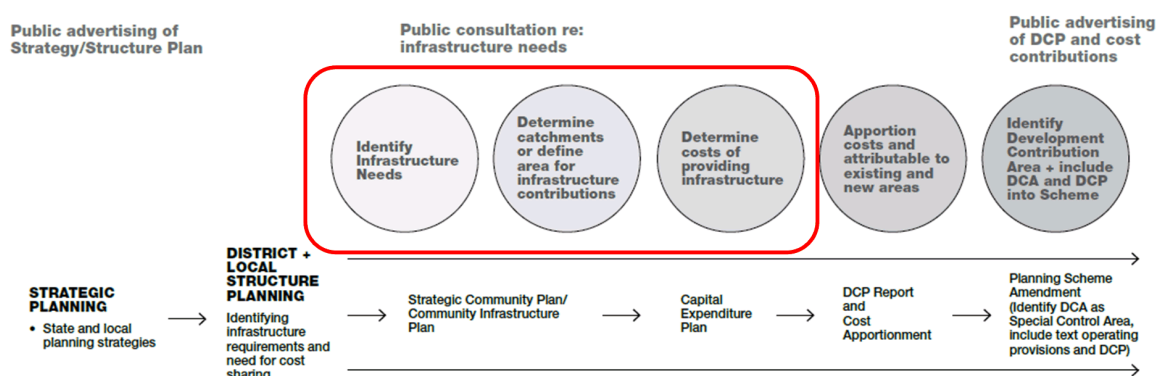 Public advertising of
Strategy/Structure Plan
Public consultation re:
infrastructure needs
Public advertising
of DCP and cost
contributions
Identify
Infrastructure
Needs
Determine
catchments
or define
area for
infrastructure
contributions
Determine
costs of
providing
infrastructure
Apportion
costs and
attributable to
existing and
new areas
Identify
Development
Contribution
Area + include
DCA and DCP
into Scheme
STRATEGIC
PLANNING
• State and local
planning strategies
DISTRICT +
LOCAL
STRUCTURE
PLANNING
Identifying
infrastructure
requirements and
need for cost
sharing
Strategic Community Plan/
Community Infrastructure
Plan
Capital
Expenditure
Plan
DCP Report
and
Cost
Apportionment
Planning Scheme
Amendment
(Identify DCA as
Special Control Area,
include text operating
provisions and DCP)